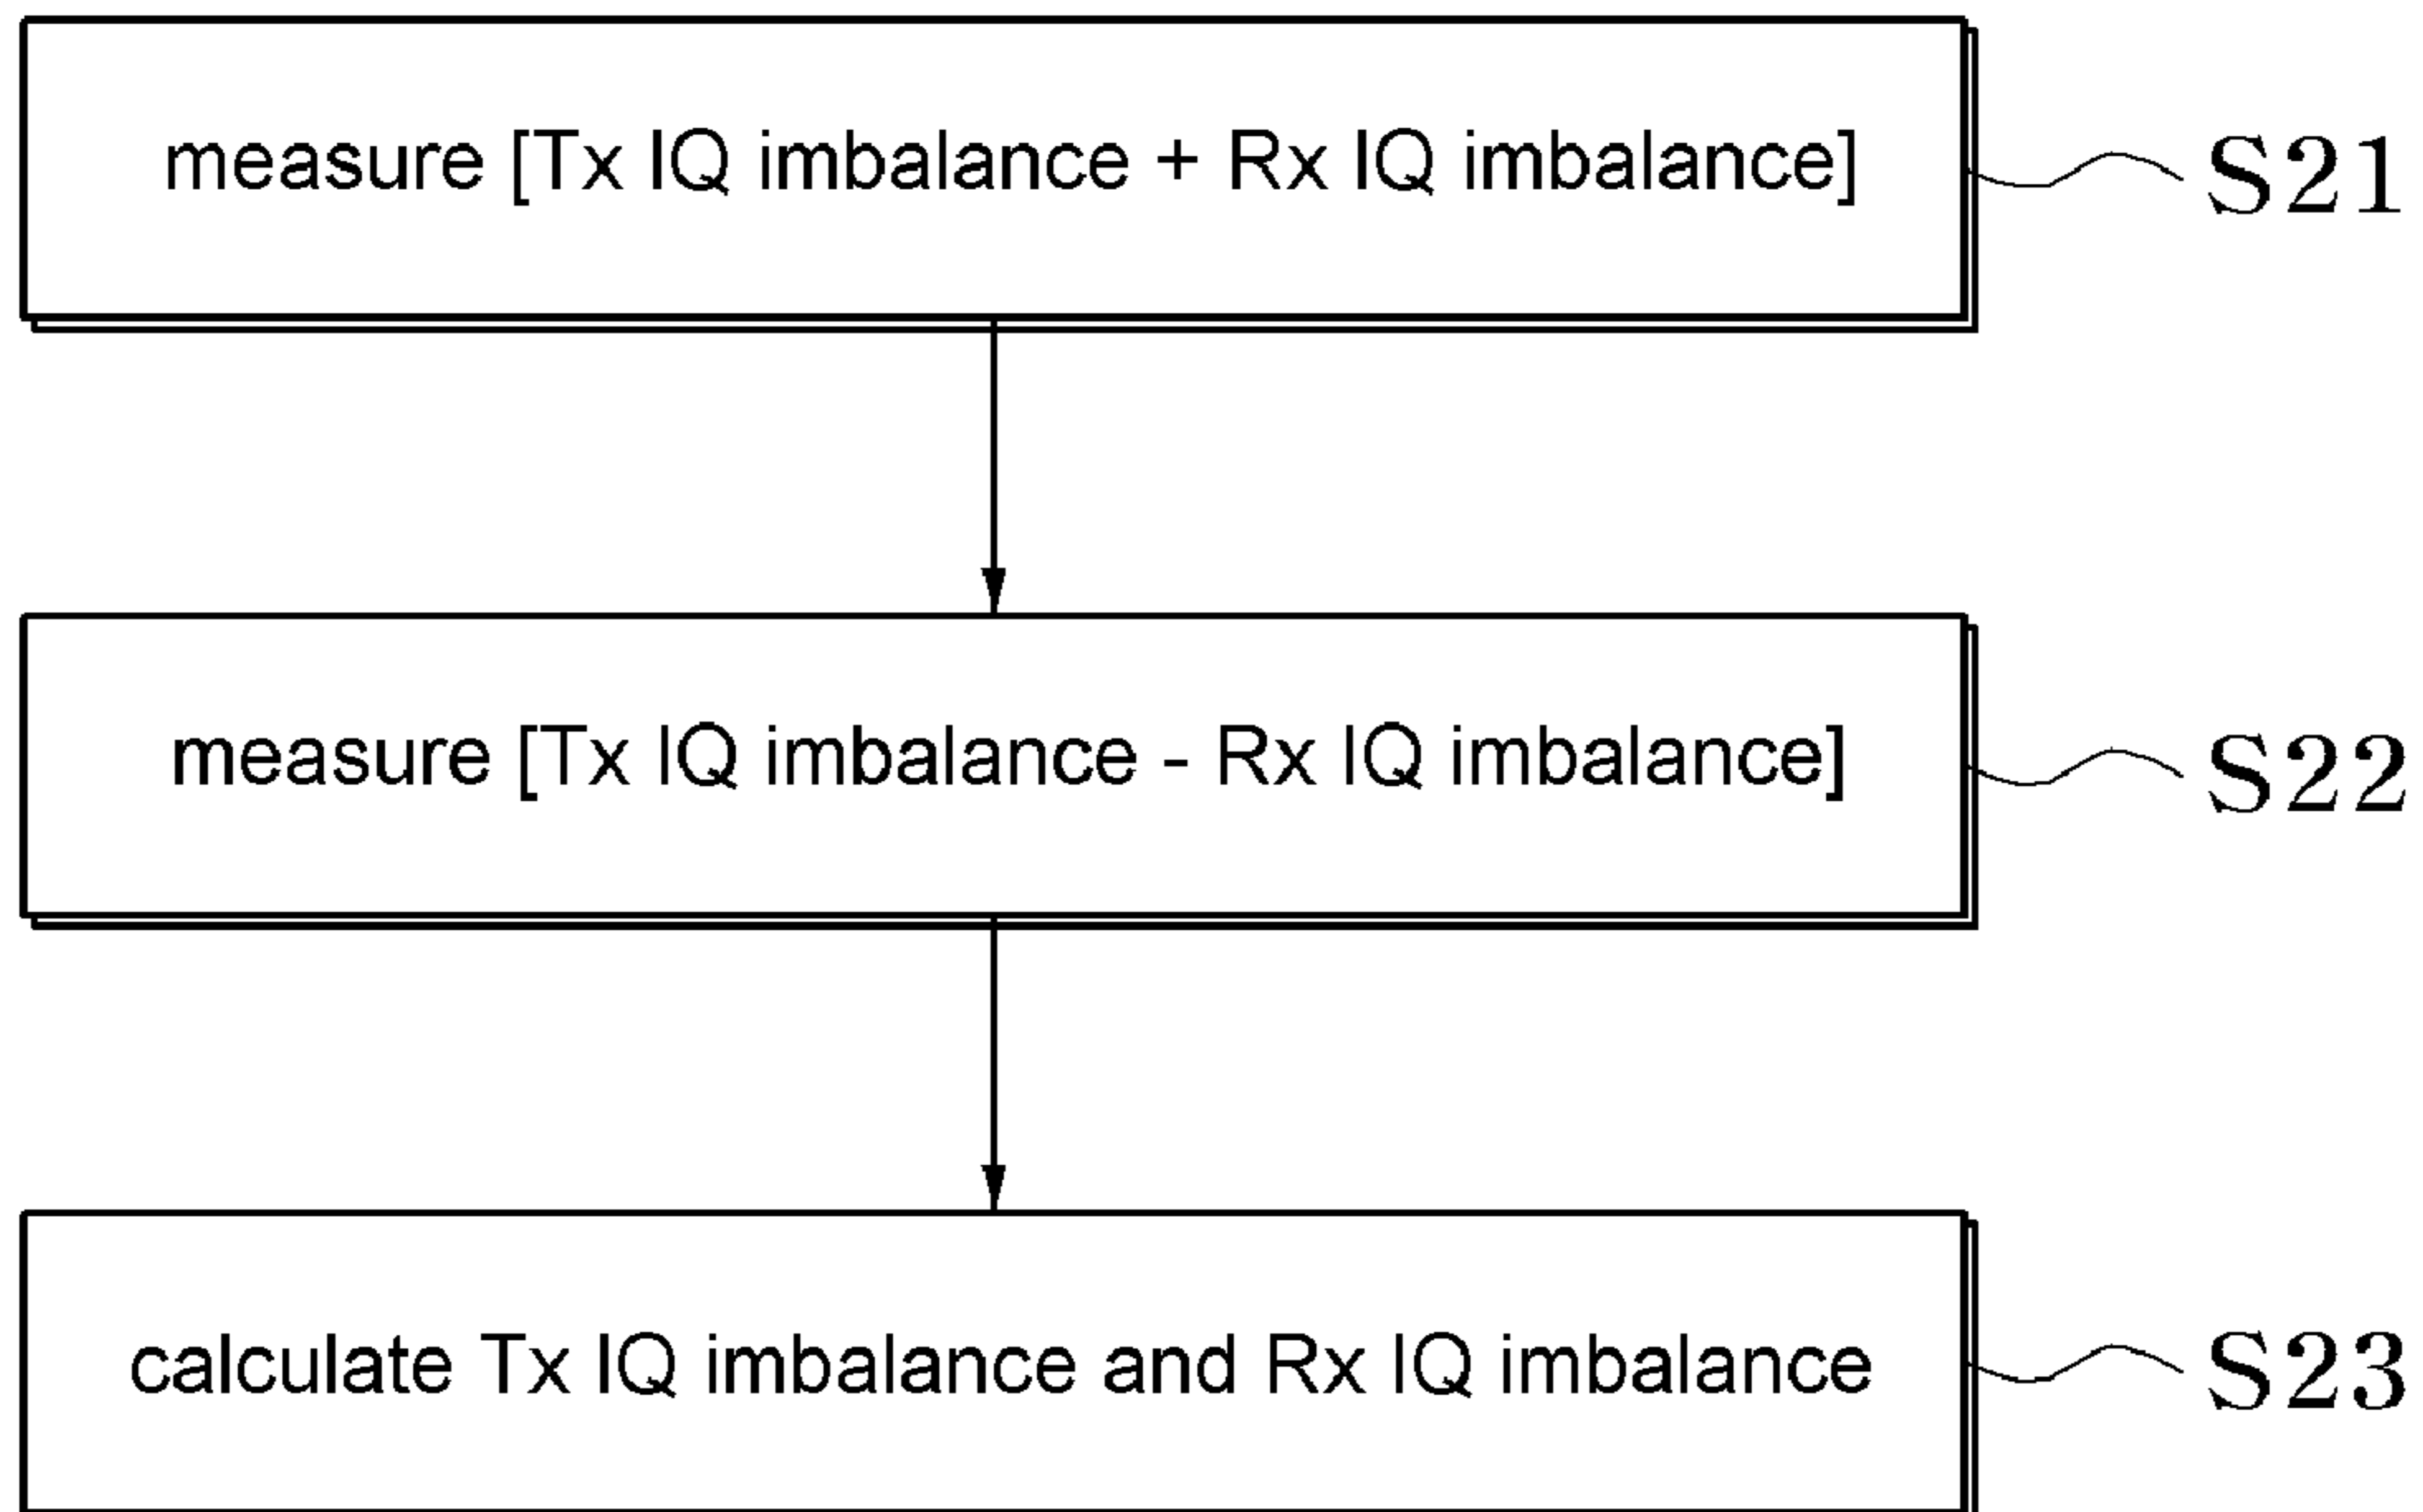 measure [Tx IQ imbalance + Rx IQ imbalance] S21
measure [Tx IQ imbalance - Rx IQ imbalance] S22
calculate Tx IQ imbalance and Rx IQ imbalance S23